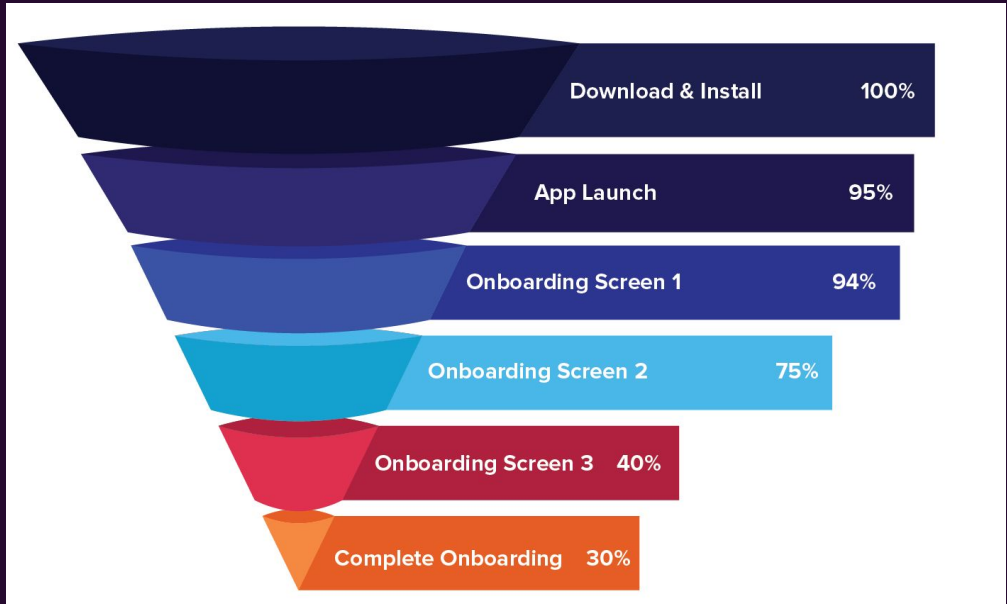 Download & Install 100%
App Launch 95%
Onboarding Screen 1 94%
Onboarding Screen 2 75%
Onboarding Screen 3 40%
Complete Onboarding 30%